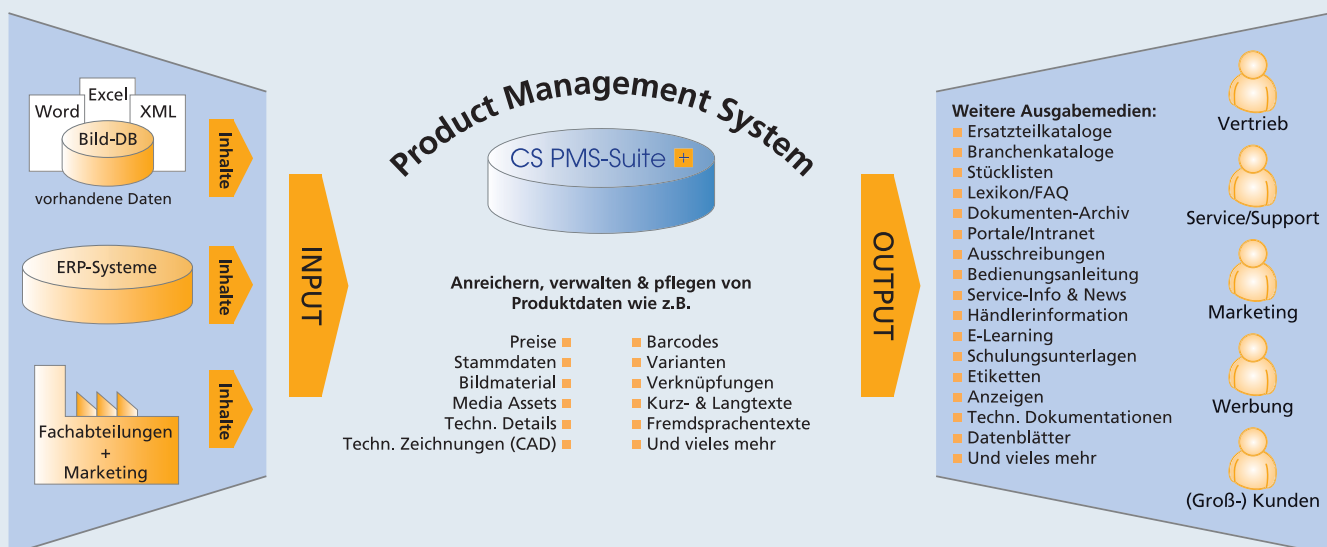 Word
Excel
XML
Bild-DB
vorhandene Daten
Inhalte
ERP-Systeme
Inhalte
Fachabteilungen
+
Marketing
Inhalte
INPUT
Product Management System
CS PMS-Suite +
Anreichern, verwalten & pflegen von
Produktdaten wie z.B.
Preise
Stammdaten
Bildmaterial
Media Assets
Techn. Details
Techn. Zeichnungen (CAD)
Barcodes
Varianten
Verknüpfungen
Kurz- & Langtexte
Fremdsprachentexte
Und vieles mehr
OUTPUT
Weitere Ausgabemedien:
Ersatzteilkataloge
Branchenkataloge
Stücklisten
Lexikon/FAQ
Dokumenten-Archiv
Portale/Intranet
Ausschreibungen
Bedienungsanleitung
Service-Info & News
Händlerinformation
E-Learning
Schulungsunterlagen
Etiketten
Anzeigen
Techn. Dokumentationen
Datenblätter
Und vieles mehr
Vertrieb
Service/Support
Marketing
Werbung
(Groß-) Kunden